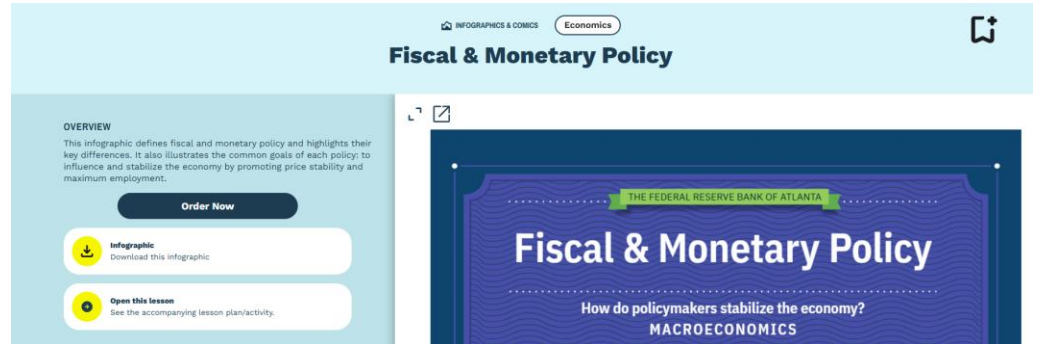 INFOGRAPHICS & COMICS Economics
Fiscal & Monetary Policy
OVERVIEW
This infographic defines fiscal and monetary policy and highlights their
key differences. It also illustrates the common goals of each policy: to
influence and stabilize the economy by promoting price stability and
maximum employment.
Order Now
Infographic
Download this infographic
Open this lesson
See the accompanying lesson plan/activity.
THE FEDERAL RESERVE BANK OF ATLANTA
Fiscal & Monetary Policy
How do policymakers stabilize the economy?
MACROECONOMICS